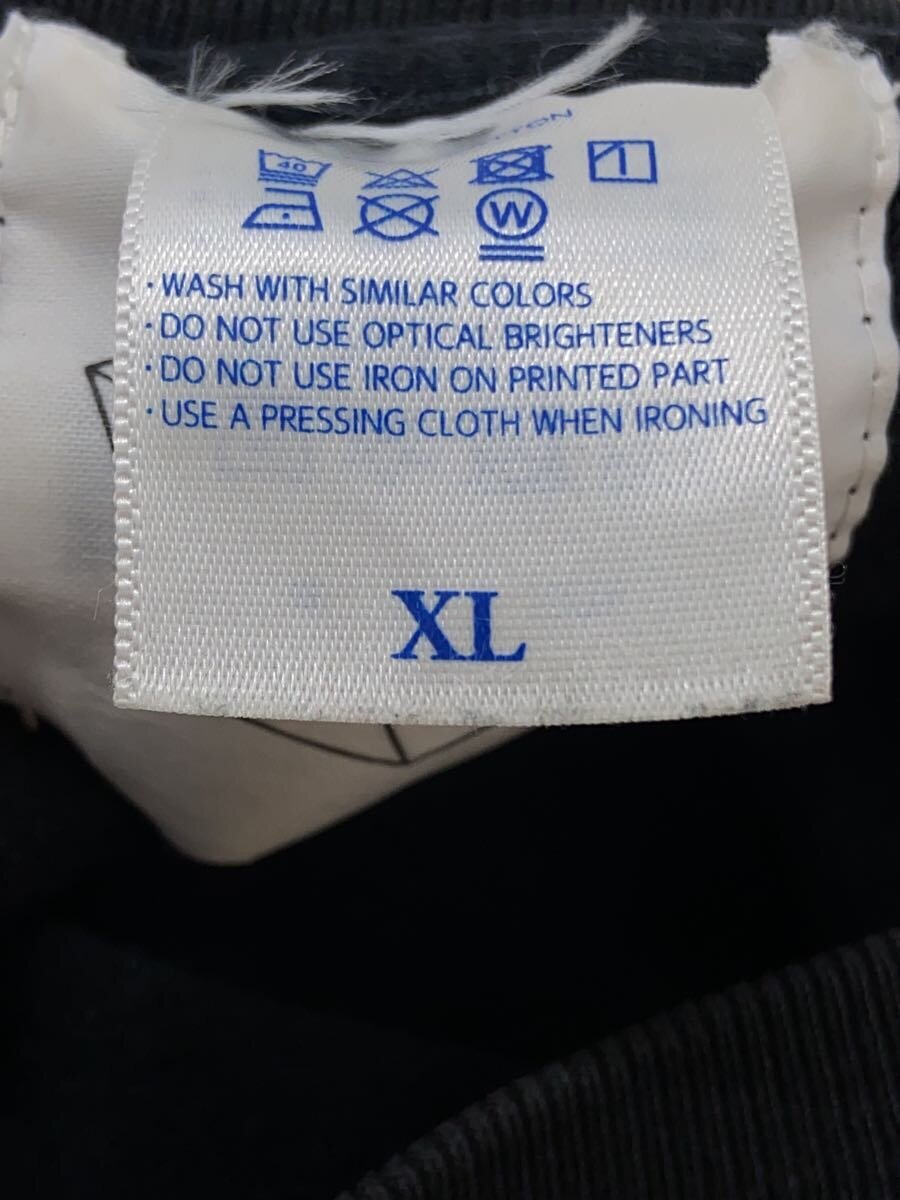 40
W
· WASH WITH SIMILAR COLORS
· DO NOT USE OPTICAL BRIGHTENERS
· DO NOT USE IRON ON PRINTED PART
· USE A PRESSING CLOTH WHEN IRONING
XL